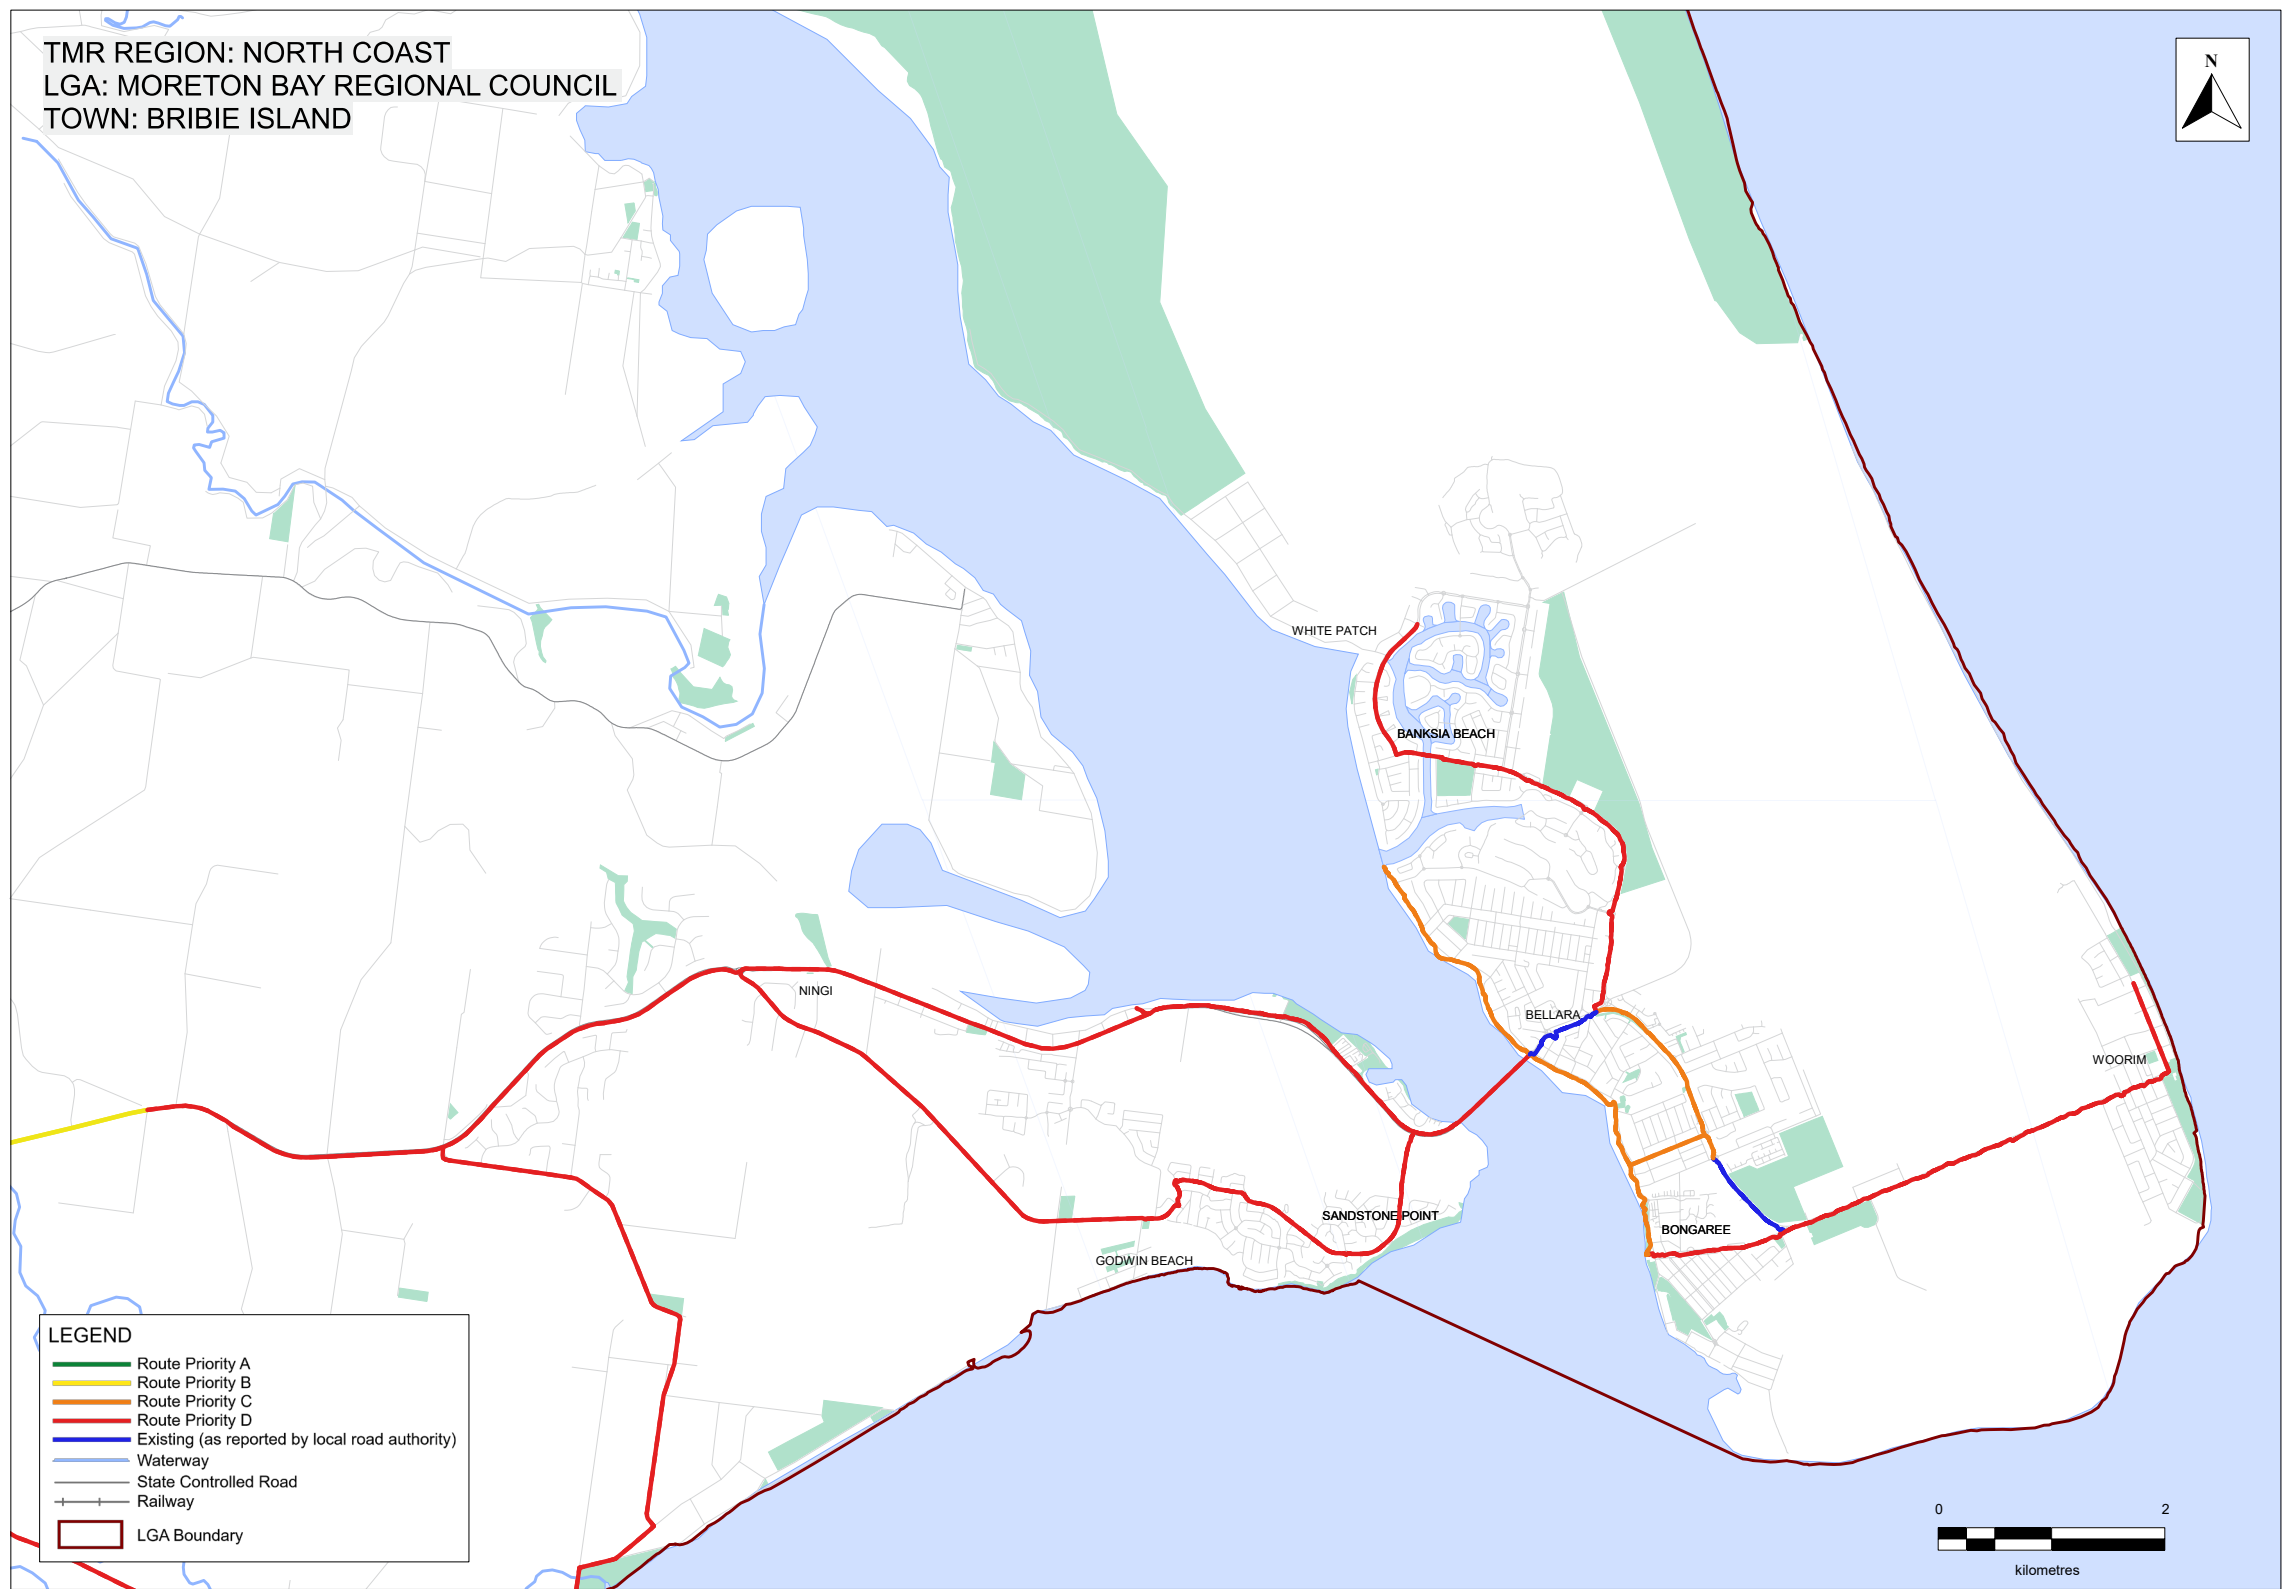 TMR REGION: NORTH COAST
LGA: MORETON BAY REGIONAL COUNCIL
TOWN: BRIBIE ISLAND
N
WHITE PATCH
BANKSIA BEACH
NINGI
BELLARA
WOORIM
SANDSTONE POINT
BONGAREE
GODWIN BEACH
LEGEND
Route Priority A
Route Priority B
Route Priority C
Route Priority D
Existing (as reported by local road authority)
Waterway
State Controlled Road
Railway
LGA Boundary
0 2
kilometres